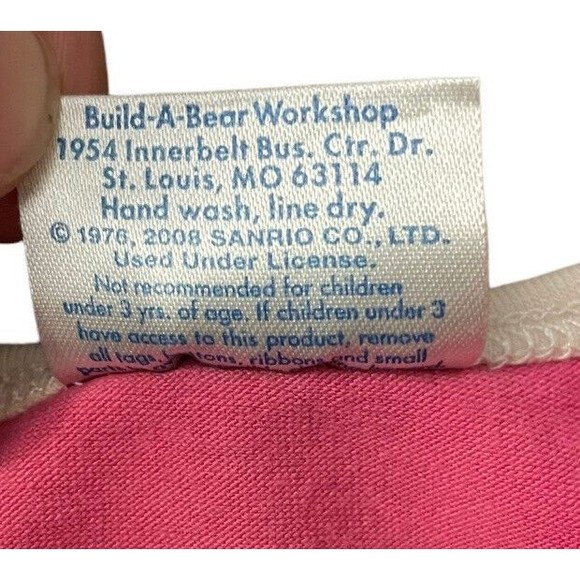 Build-A-Bear Workshop
1954 Innerbelt Bus. Ctr. Dr.
St. Louis, MO 63114
Hand wash, line dry.
© 1976, 2008 SANRIO CO., LTD.
Used Under License.
Not recommended for children
under 3 yrs. of age. If children under 3
have access to this product, remove
all tags, buttons, ribbons and small